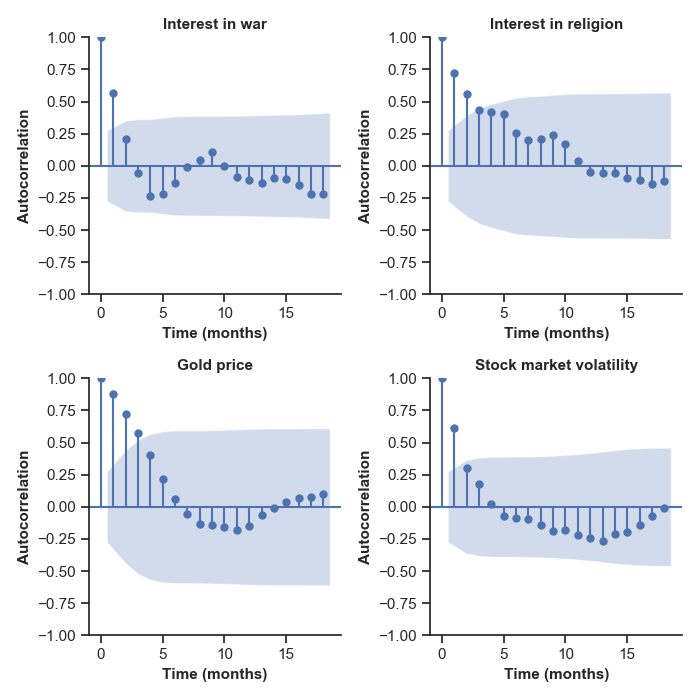 Interest in war
Interest in religion
1.00
0.75
0.50
0.25
0.00
−0.25
−0.50
−0.75
−1.00
Autocorrelation
0 5 10 15
Time (months)
1.00
0.75
0.50
0.25
0.00
−0.25
−0.50
−0.75
−1.00
Autocorrelation
0 5 10 15
Time (months)
Gold price
Stock market volatility
1.00
0.75
0.50
0.25
0.00
−0.25
−0.50
−0.75
−1.00
Autocorrelation
0 5 10 15
Time (months)
1.00
0.75
0.50
0.25
0.00
−0.25
−0.50
−0.75
−1.00
Autocorrelation
0 5 10 15
Time (months)